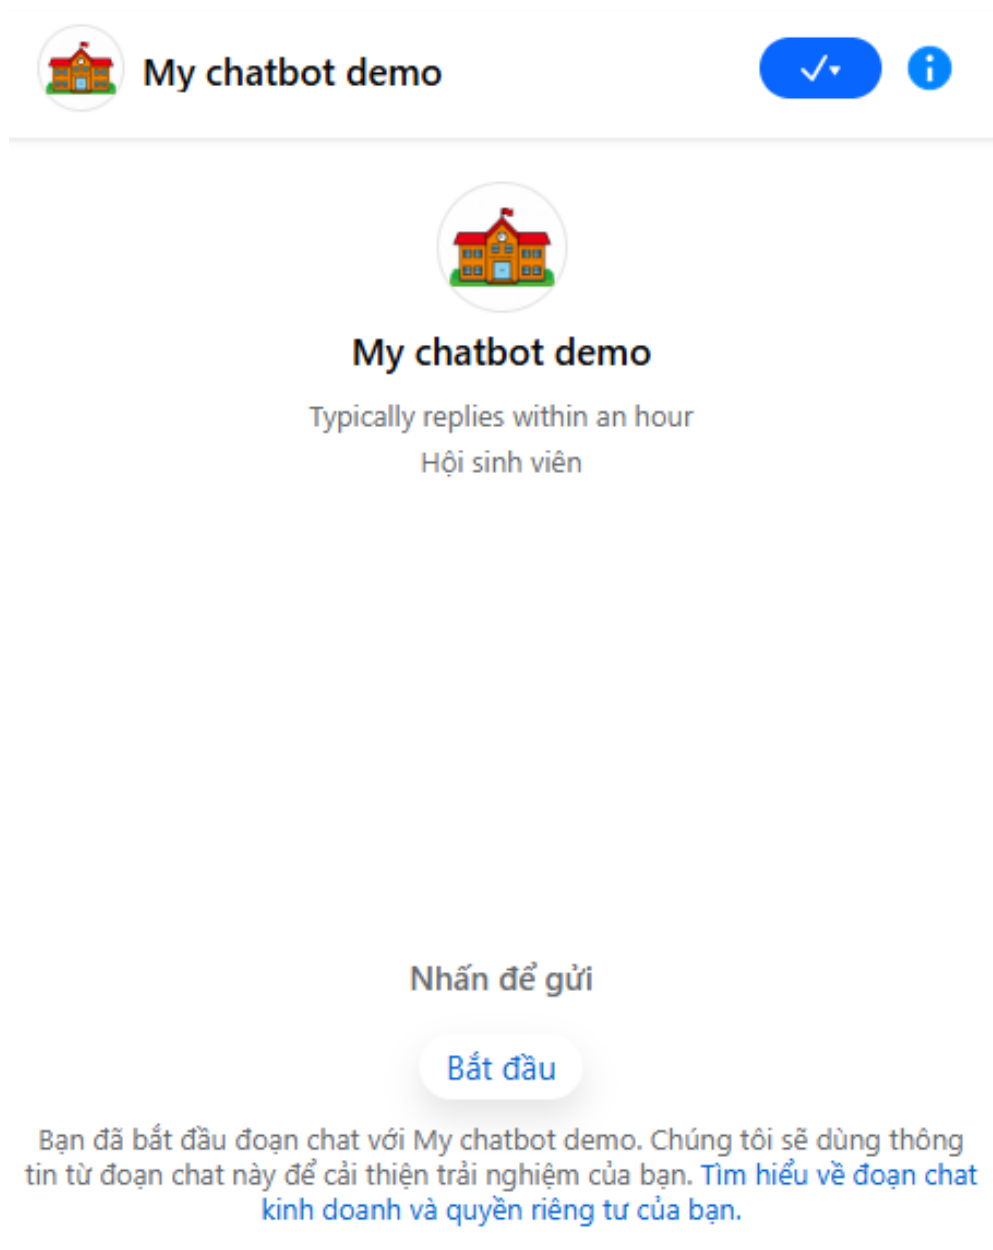 My chatbot demo
My chatbot demo
Typically replies within an hour
Hội sinh viên
Nhấn để gửi
Bắt đầu
Bạn đã bắt đầu đoạn chat với My chatbot demo. Chúng tôi sẽ dùng thông
tin từ đoạn chat này để cải thiện trải nghiệm của bạn. Tìm hiểu về đoạn chat
kinh doanh và quyền riêng tư của bạn.